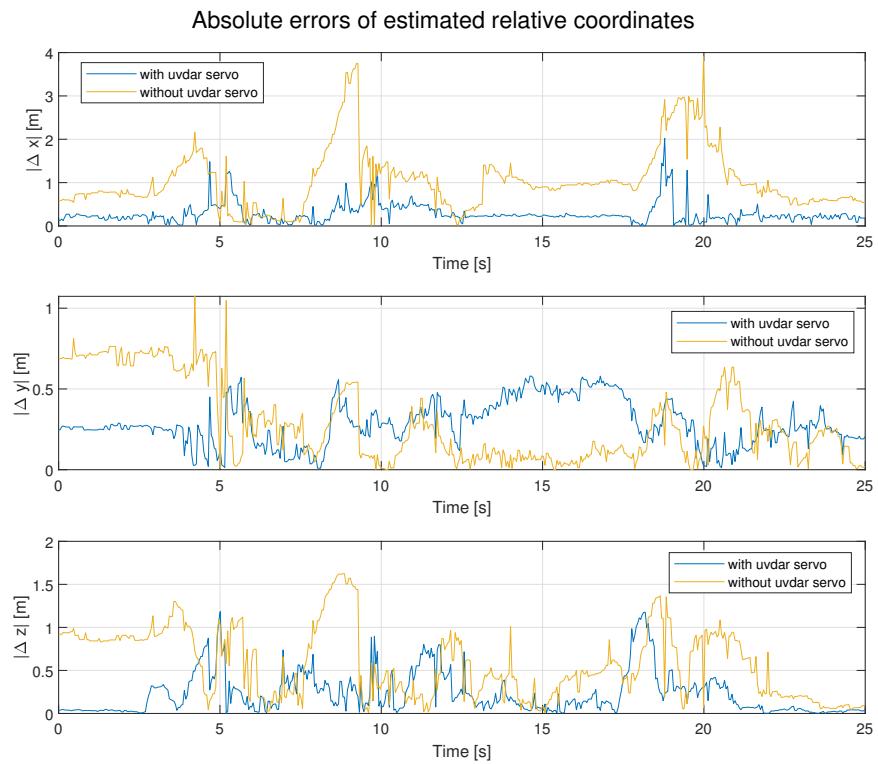 Absolute errors of estimated relative coordinates
4
3
2
1
0
|Δ x| [m]
with uvdar servo
without uvdar servo
0
5
10
15
20
25
Time [s]
1
0.5
0
|Δ y| [m]
with uvdar servo
without uvdar servo
0
5
10
15
20
25
Time [s]
2
1.5
1
0.5
0
|Δ z| [m]
with uvdar servo
without uvdar servo
0
5
10
15
20
25
Time [s]